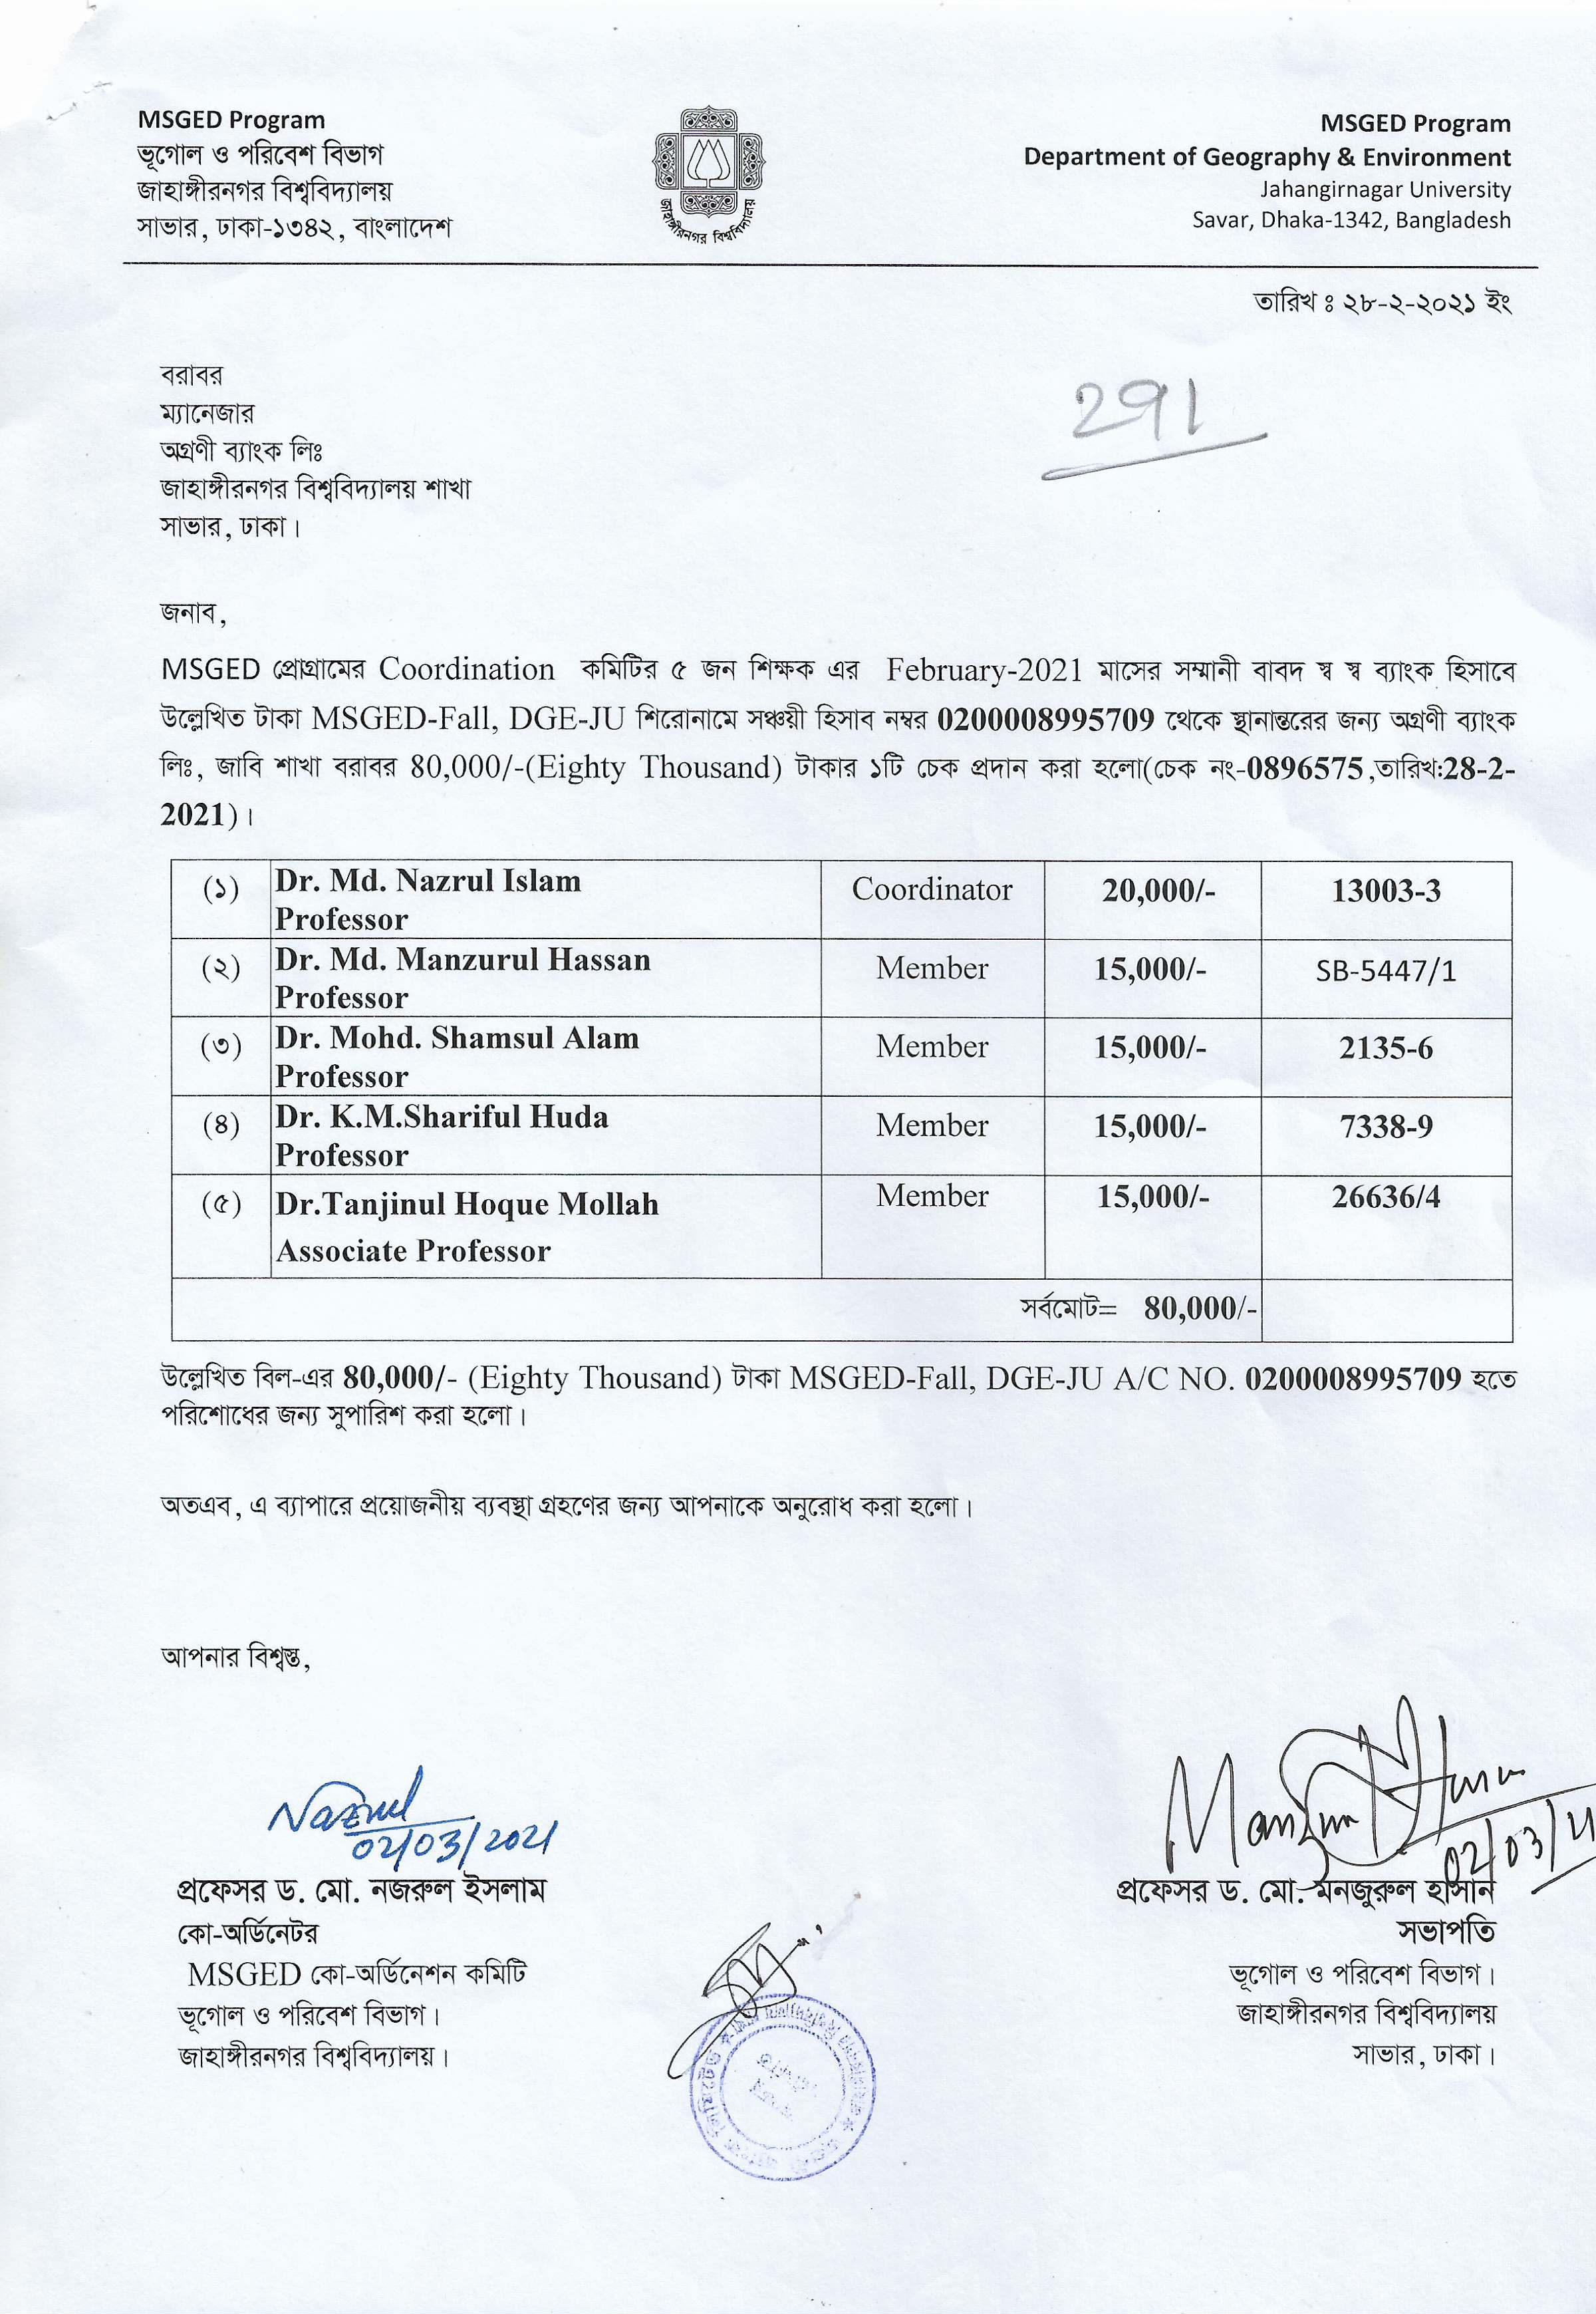 MSGED Program
ভূগোল ও পরিবেশ বিভাগ
জাহাঙ্গীরনগর বিশ্ববিদ্যালয়
সাভার, ঢাকা-১৩৪২, বাংলাদেশ
জাহাঙ্গীরনগর বিশ্ববিদ্যালয়
MSGED Program
Department of Geography & Environment
Jahangirnagar University
Savar, Dhaka-1342, Bangladesh
তারিখ ঃ ২৮-২-২০২১ ইং
291
বরাবর
ম্যানেজার
অগ্রণী ব্যাংক লিঃ
জাহাঙ্গীরনগর বিশ্ববিদ্যালয় শাখা
সাভার, ঢাকা।
জনাব,
MSGED প্রোগ্রামের Coordination কমিটির ৫ জন শিক্ষক এর February-2021 মাসের সম্মানী বাবদ স্ব স্ব ব্যাংক হিসাবে
উল্লেখিত টাকা MSGED-Fall, DGE-JU শিরোনামে সঞ্চয়ী হিসাব নম্বর 0200008995709 থেকে স্থানান্তরের জন্য অগ্রণী ব্যাংক
লিঃ, জাবি শাখা বরাবর 80,000/-(Eighty Thousand) টাকার ১টি চেক প্রদান করা হলো(চেক নং-0896575,তারিখ:28-2-
2021)।
(১) Dr. Md. Nazrul Islam Coordinator 20,000/- 13003-3
Professor
(২) Dr. Md. Manzurul Hassan Member 15,000/- SB-5447/1
Professor
(৩) Dr. Mohd. Shamsul Alam Member 15,000/- 2135-6
Professor
(৪) Dr. K.M.Shariful Huda Member 15,000/- 7338-9
Professor
(৫) Dr.Tanjinul Hoque Mollah Member 15,000/- 26636/4
Associate Professor
সর্বমোট= 80,000/-
উল্লেখিত বিল-এর 80,000/- (Eighty Thousand) টাকা MSGED-Fall, DGE-JU A/C NO. 0200008995709 হতে
পরিশোধের জন্য সুপারিশ করা হলো।
অতএব, এ ব্যাপারে প্রয়োজনীয় ব্যবস্থা গ্রহণের জন্য আপনাকে অনুরোধ করা হলো।
আপনার বিশ্বস্ত,
Nazrul
02/03/2021
প্রফেসর ড. মো. নজরুল ইসলাম
কো-অর্ডিনেটর
MSGED কো-অর্ডিনেশন কমিটি
ভূগোল ও পরিবেশ বিভাগ।
জাহাঙ্গীরনগর বিশ্ববিদ্যালয়।
02/03/21
প্রফেসর ড. মো. মনজুরুল হাসান
সভাপতি
ভূগোল ও পরিবেশ বিভাগ।
জাহাঙ্গীরনগর বিশ্ববিদ্যালয়
সাভার, ঢাকা।